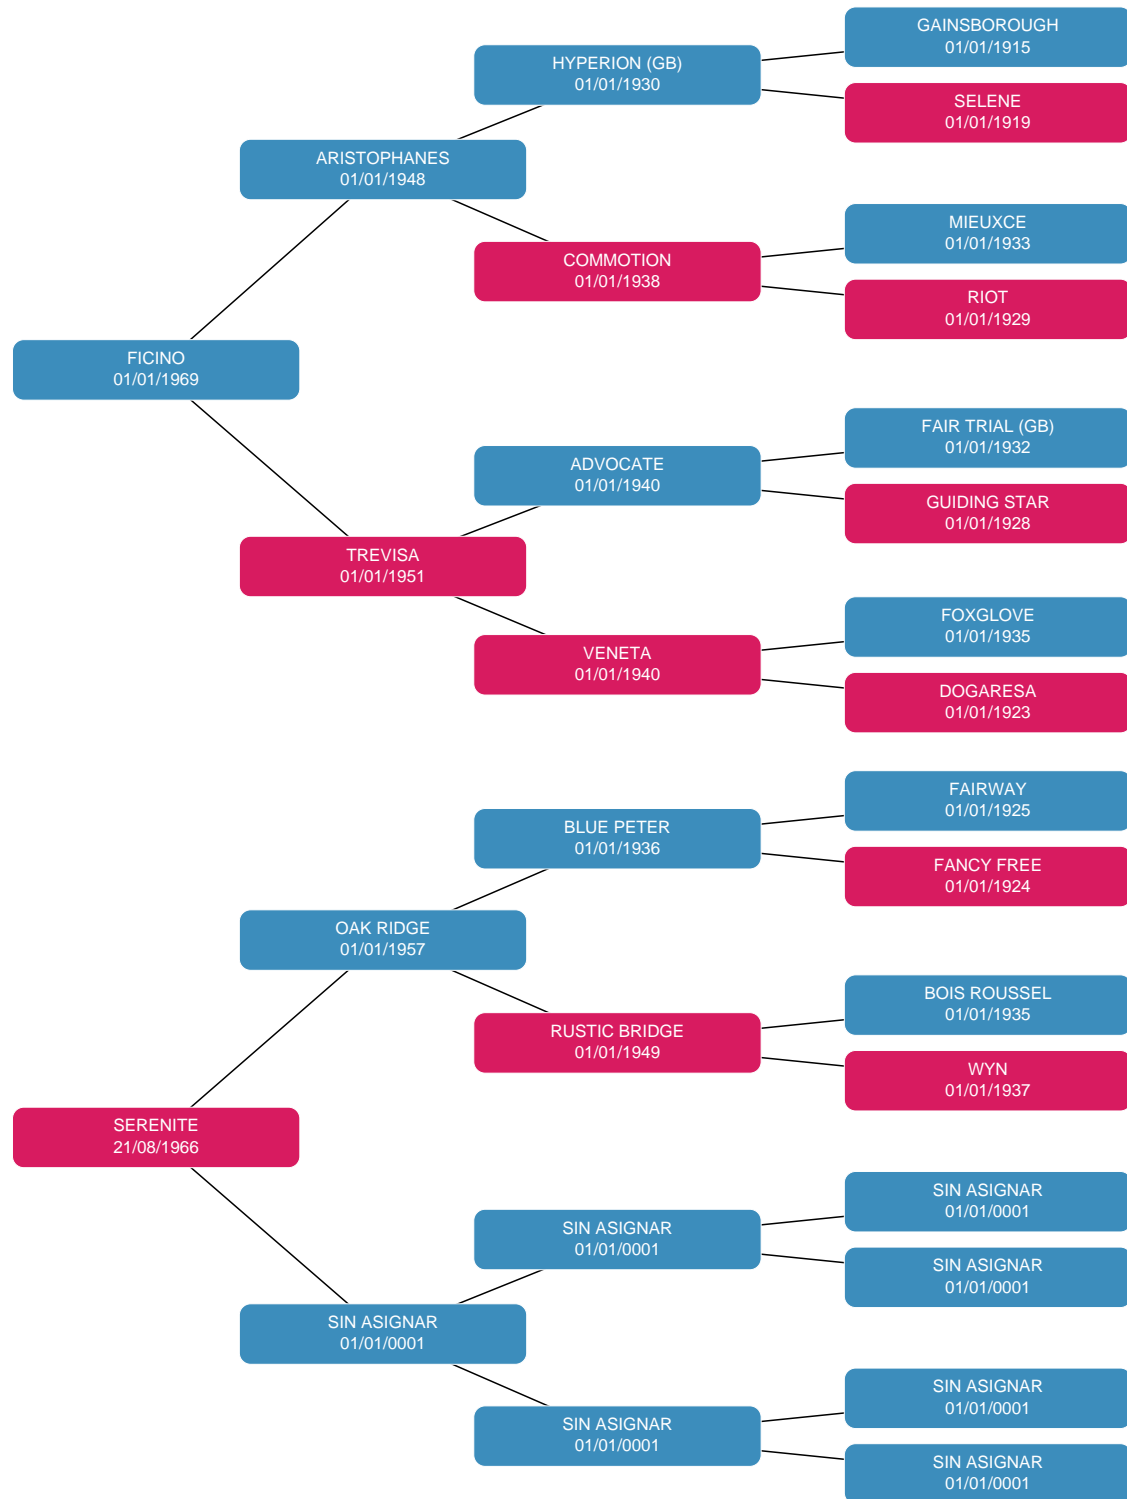 GAINSBOROUGH
01/01/1915
HYPERION (GB)
01/01/1930
SELENE
01/01/1919
ARISTOPHANES
01/01/1948
MIEUXCE
01/01/1933
COMMOTION
01/01/1938
RIOT
01/01/1929
FICINO
01/01/1969
FAIR TRIAL (GB)
01/01/1932
ADVOCATE
01/01/1940
GUIDING STAR
01/01/1928
TREVISA
01/01/1951
FOXGLOVE
01/01/1935
VENETA
01/01/1940
DOGARESA
01/01/1923
FAIRWAY
01/01/1925
BLUE PETER
01/01/1936
FANCY FREE
01/01/1924
OAK RIDGE
01/01/1957
BOIS ROUSSEL
01/01/1935
RUSTIC BRIDGE
01/01/1949
WYN
01/01/1937
SERENITE
21/08/1966
SIN ASIGNAR
01/01/0001
SIN ASIGNAR
01/01/0001
SIN ASIGNAR
01/01/0001
SIN ASIGNAR
01/01/0001
SIN ASIGNAR
01/01/0001
SIN ASIGNAR
01/01/0001
SIN ASIGNAR
01/01/0001